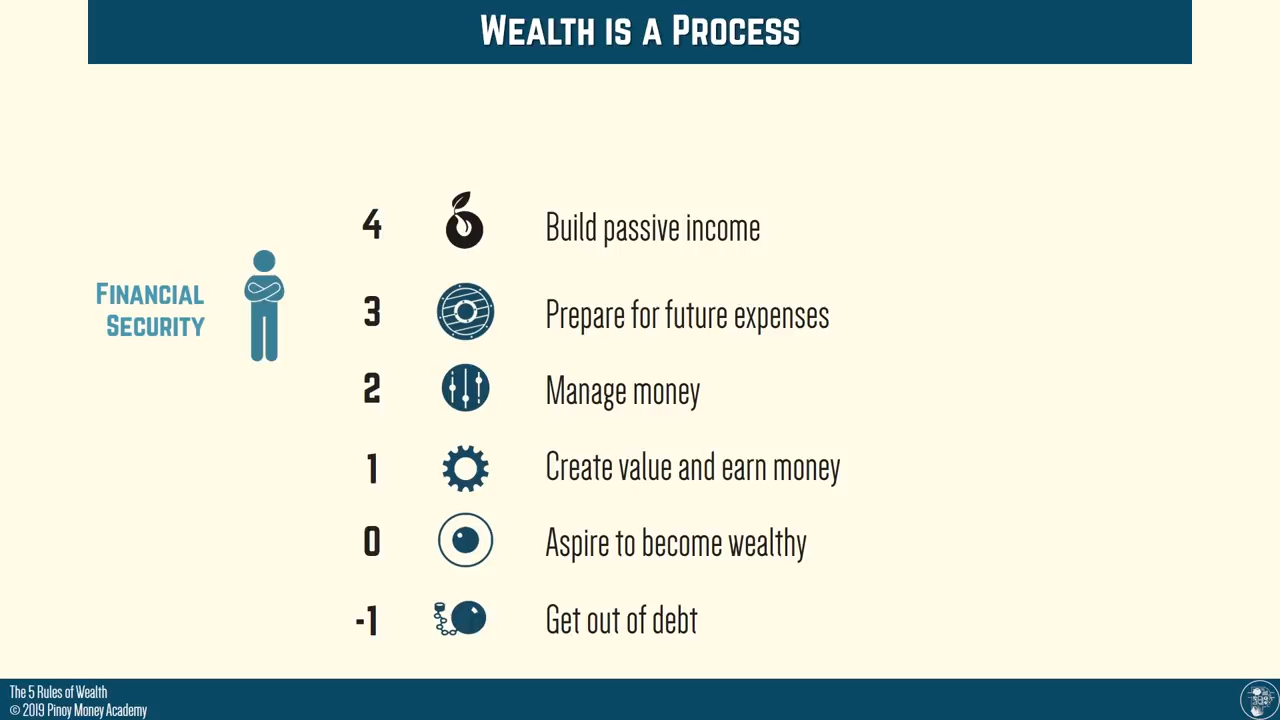 WEALTH IS A PROCESS
4 Build passive income
FINANCIAL
SECURITY
3 Prepare for future expenses
2 Manage money
1 Create value and earn money
0 Aspire to become wealthy
-1 Get out of debt
The 5 Rules of Wealth
© 2019 Pinoy Money Academy